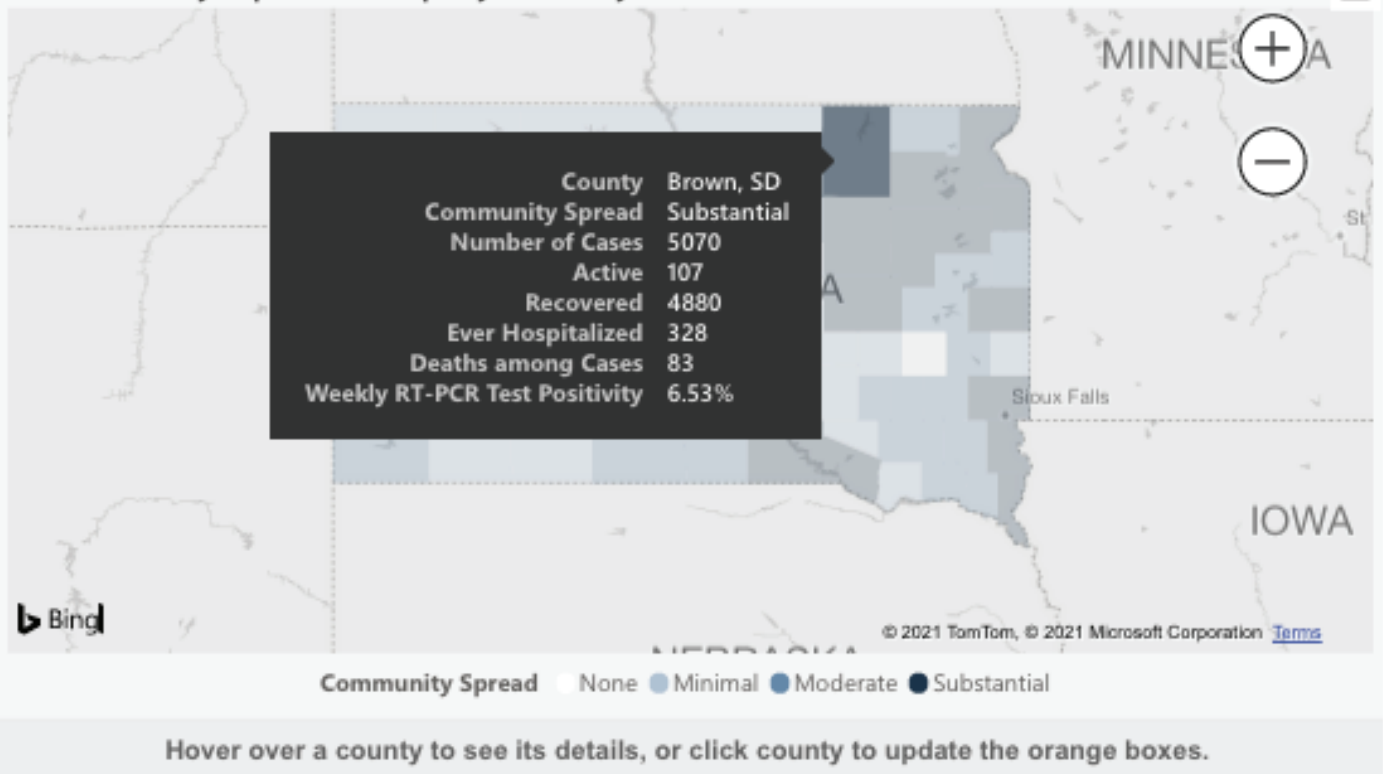 MINNES A
County Brown, SD
Community Spread Substantial
Number of Cases 5070
Active 107
Recovered 4880
Ever Hospitalized 328
Deaths among Cases 83
Weekly RT-PCR Test Positivity 6.53%
St
A
Sioux Falls
IOWA
Bing
© 2021 TomTom, © 2021 Microsoft Corporation Terms
NEBRASKA
Community Spread None Minimal Moderate Substantial
Hover over a county to see its details, or click county to update the orange boxes.